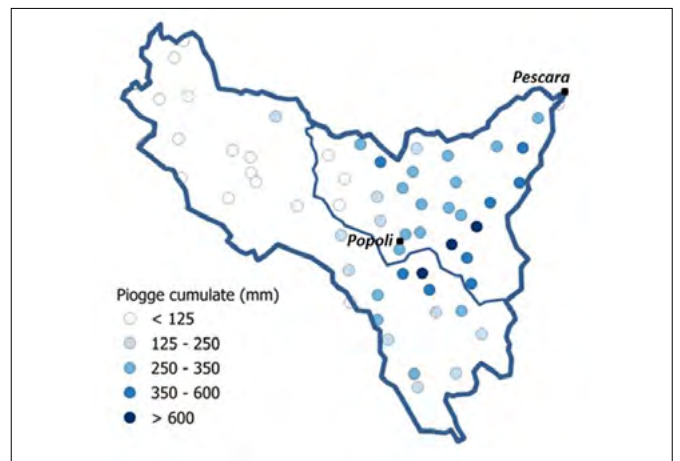 Pescara
Popoli
Piogge cumulate (mm)
< 125
125 - 250
250 - 350
350 - 600
> 600